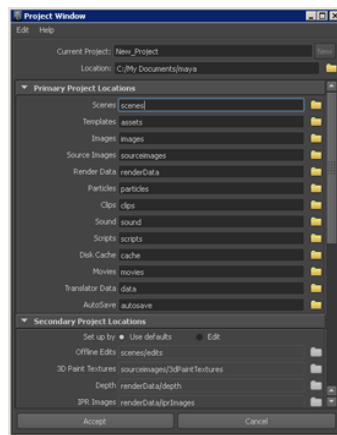 Project Window
Edit Help
Current Project: New_Project New
Location: C:/My Documents/maya
Primary Project Locations
Scenes scenes
Templates assets
Images images
Source Images sourceimages
Render Data renderData
Particles particles
Clips clips
Sound sound
Scripts scripts
Disk Cache cache
Movies movies
Translator Data data
AutoSave autosave
Secondary Project Locations
Set up by Use defaults Edit
Offline Edits scenes/edits
3D Paint Textures sourceimages/3dPaintTextures
Depth renderData/depth
IPR Images renderData/iprImages
Accept Cancel